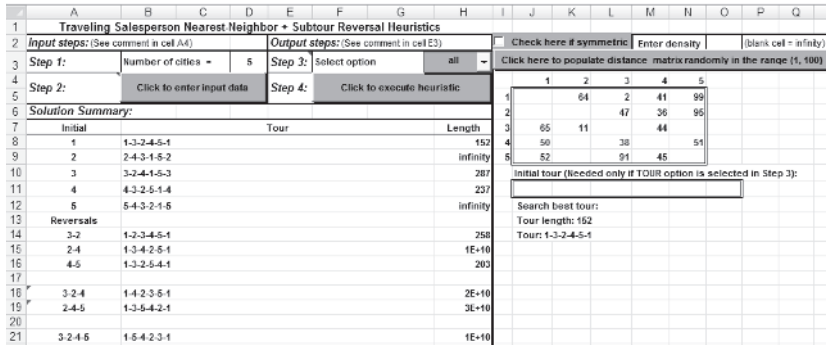 A B C D E F G H I J K L M N O P Q
1 Traveling Salesperson Nearest-Neighbor + Subtour Reversal Heuristics
2 Input steps: (See comment in cell A4) Output steps: (See comment in cell E3) Check here if symmetric Enter density (blank cell = infinity)
3 Step 1: Number of cities = 5 Step 3: Select option all Click here to populate distance matrix randomly in the range (1, 100)
4 Step 2: Click to enter input data Step 4: Click to execute heuristic 1 2 3 4 5
5 1 64 2 41 99
6 Solution Summary: 2 47 36 95
7 Initial Tour Length 3 65 11 44
8 1 1-3-2-4-5-1 152 4 50 38 51
9 2 2-4-3-1-5-2 infinity 5 52 91 45
10 3 3-2-4-1-5-3 287 Initial tour (Needed only if TOUR option is selected in Step 3):
11 4 4-3-2-5-1-4 237
12 5 5-4-3-2-1-5 infinity Search best tour:
13 Reversals Tour length: 152
14 3-2 1-2-3-4-5-1 258 Tour: 1-3-2-4-5-1
15 2-4 1-3-4-2-5-1 1E+10
16 4-5 1-3-2-5-4-1 203
17
18 3-2-4 1-4-2-3-5-1 2E+10
19 2-4-5 1-3-5-4-2-1 3E+10
20
21 3-2-4-5 1-5-4-2-3-1 1E+10